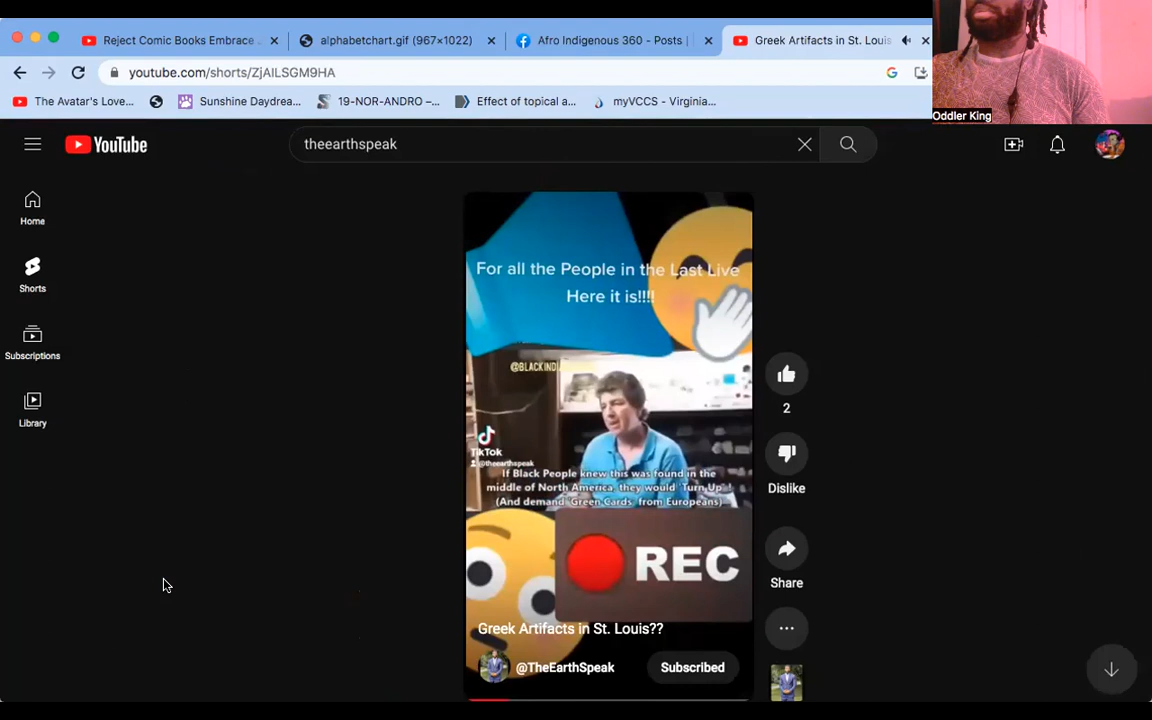 Reject Comic Books Embrace
alphabetchart.gif (967×1022)
Afro Indigenous 360 - Posts |
Greek Artifacts in St. Louis
youtube.com/shorts/ZjAILSGM9HA
G
The Avatar's Love...
Sunshine Daydrea...
19-NOR-ANDRO –...
Effect of topical a...
myVCCS - Virginia...
Oddler King
YouTube
theearthspeak
Home
Shorts
Subscriptions
Library
For all the People in the Last Live
Here it is!!!!
TikTok
@theearthspeak
If Black People knew this was found in the
middle of North America, they would "Turn Up"!
(And demand "Green Cards" from Europeans)
REC
Greek Artifacts in St. Louis??
@TheEarthSpeak
Subscribed
2
Dislike
Share